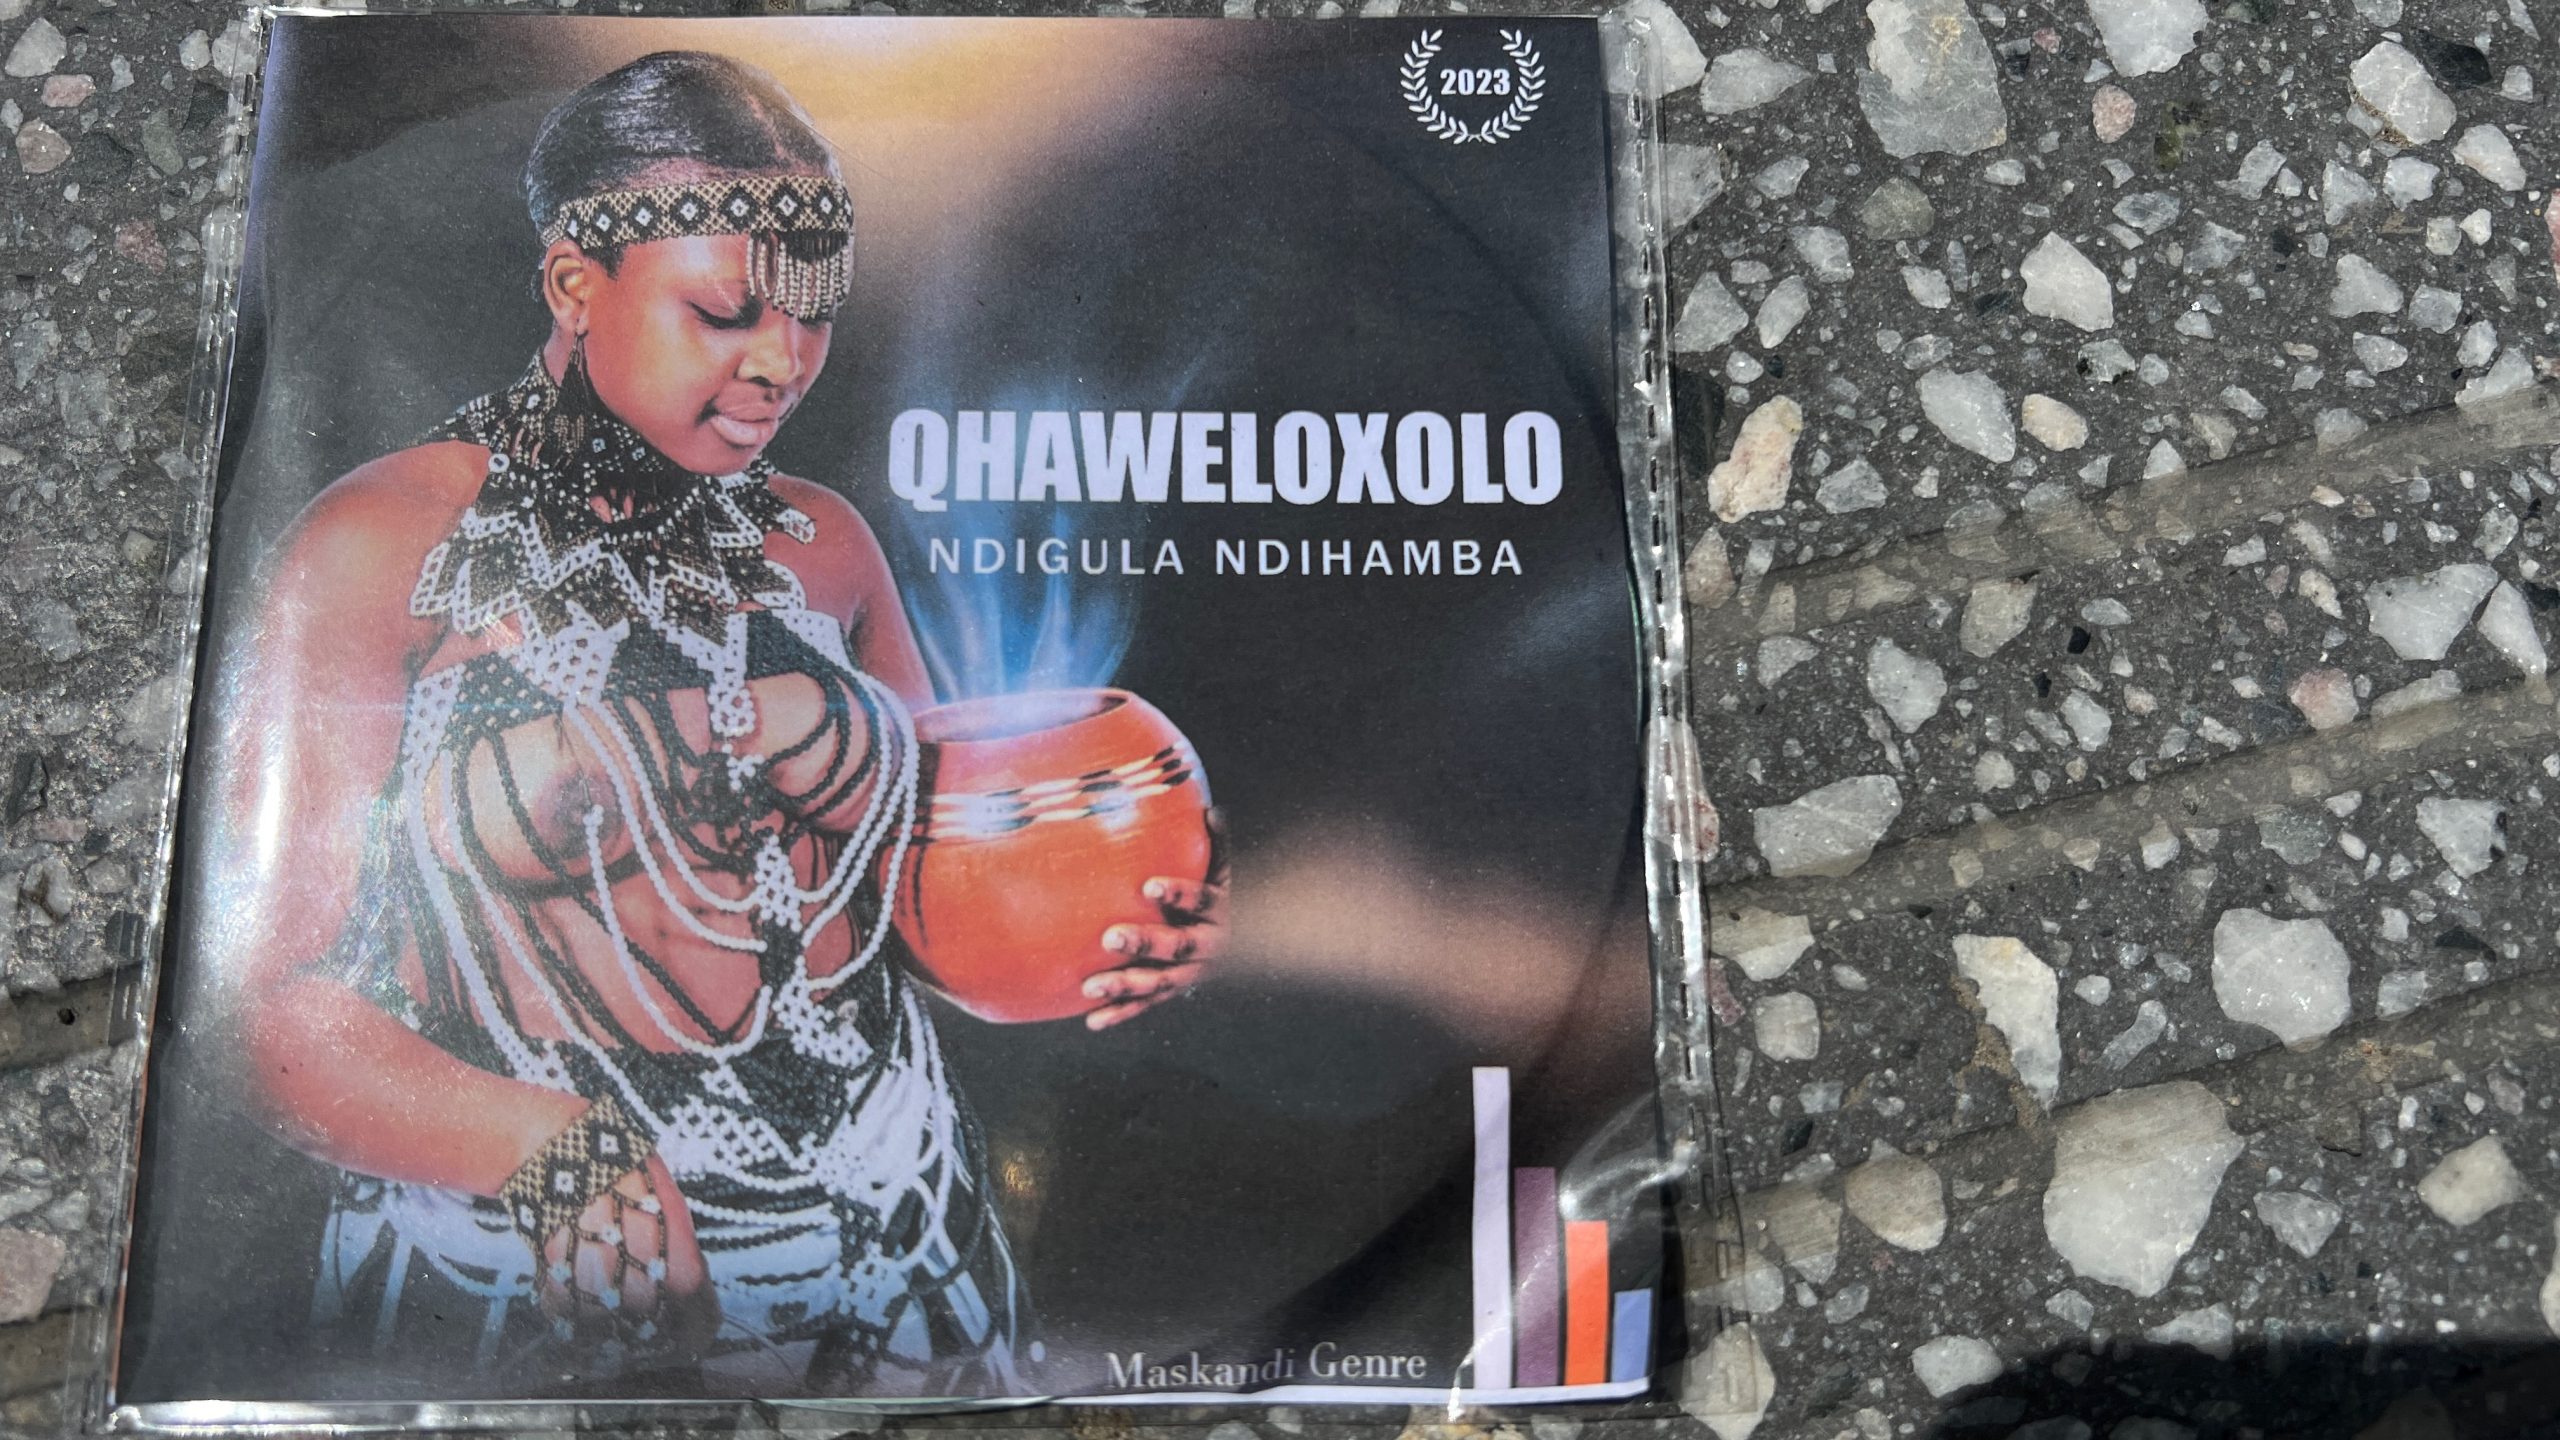 2023
QHAWELOXOLO
NDIGULA NDIHAMBA
Maskandi Genre